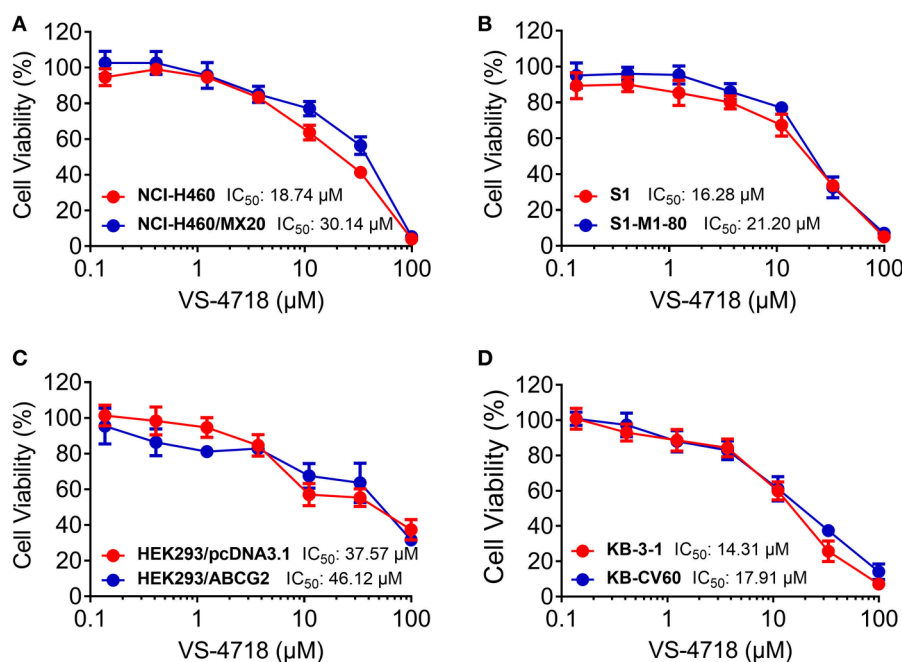 A
Cell Viability (%)
120
100
80
60
40
20
0
NCI-H460 IC50: 18.74 μM
NCI-H460/MX20 IC50: 30.14 μM
0.1 1 10 100
VS-4718 (μM)
B
Cell Viability (%)
120
100
80
60
40
20
0
S1 IC50: 16.28 μM
S1-M1-80 IC50: 21.20 μM
0.1 1 10 100
VS-4718 (μM)
C
Cell Viability (%)
120
100
80
60
40
20
0
HEK293/pcDNA3.1 IC50: 37.57 μM
HEK293/ABCG2 IC50: 46.12 μM
0.1 1 10 100
VS-4718 (μM)
D
Cell Viability (%)
120
100
80
60
40
20
0
KB-3-1 IC50: 14.31 μM
KB-CV60 IC50: 17.91 μM
0.1 1 10 100
VS-4718 (μM)